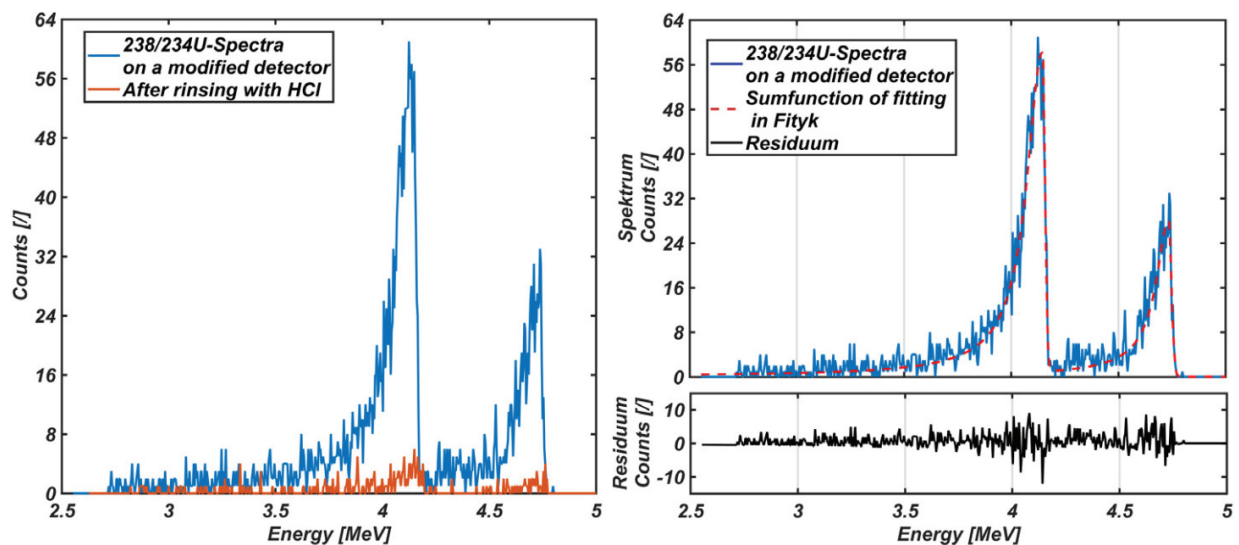 64
56
48
40
32
24
16
8
0
Counts [/]
238/234U-Spectra
on a modified detector
After rinsing with HCl
2.5 3 3.5 4 4.5 5
Energy [MeV]
64
56
48
40
32
24
16
8
0
Spektrum
Counts [/]
238/234U-Spectra
on a modified detector
Sumfunction of fitting
in Fityk
Residuum
10
0
-10
Residuum
Counts [/]
2.5 3 3.5 4 4.5 5
Energy [MeV]